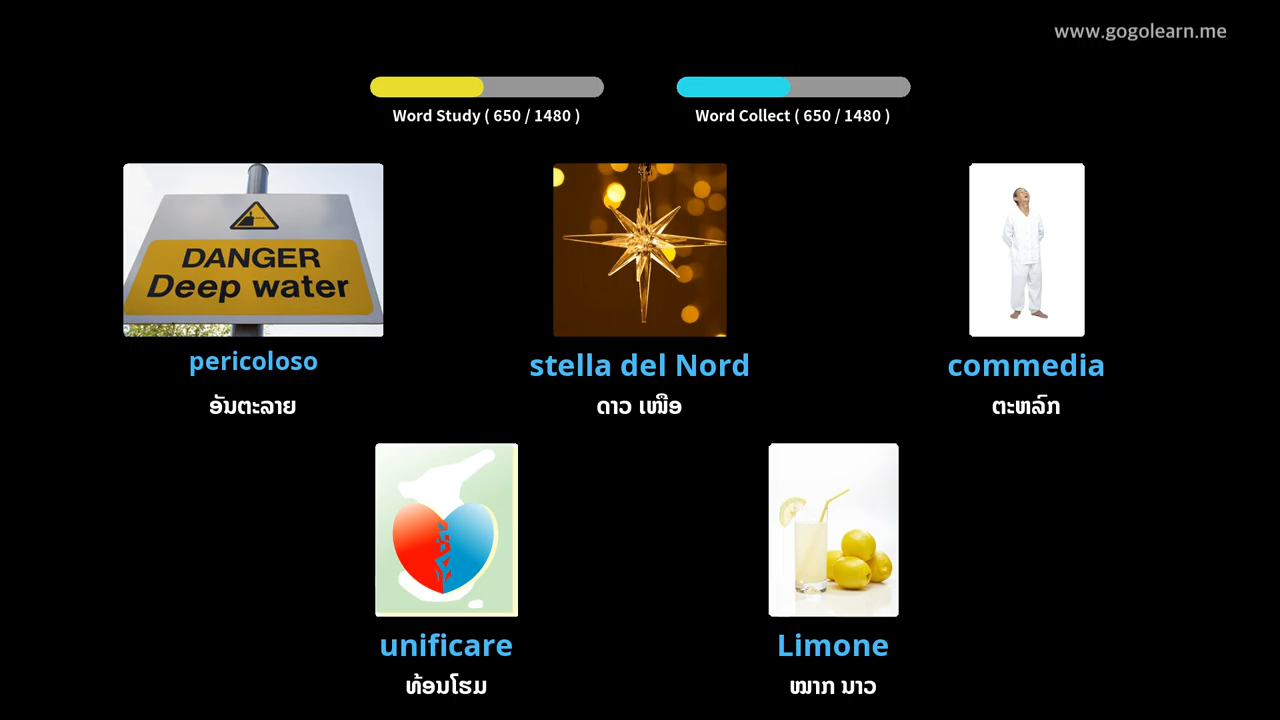 www.gogolearn.me
Word Study ( 650 / 1480 )
Word Collect ( 650 / 1480 )
DANGER
Deep water
pericoloso
stella del Nord
commedia
ອັນຕະລາຍ
ດາວ ເໜືອ
ຕະຫລົກ
unificare
Limone
ທ້ອນໂຮມ
ໝາກ ນາວ